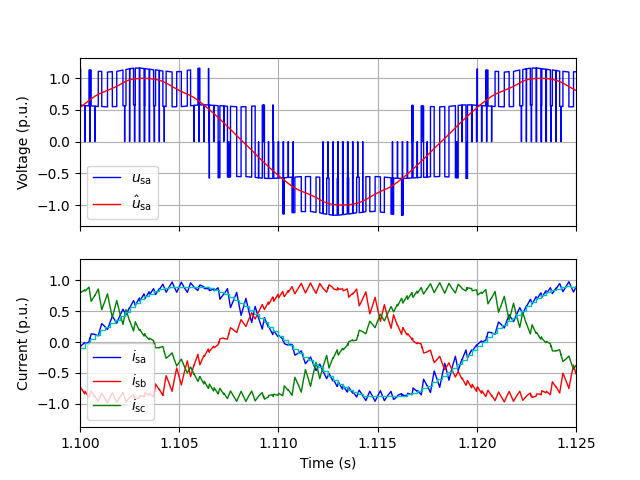 Voltage (p.u.)
1.0
0.5
0.0
−0.5
−1.0
u_sa
û_sa
Current (p.u.)
1.0
0.5
0.0
−0.5
−1.0
i_sa
i_sb
i_sc
1.100 1.105 1.110 1.115 1.120 1.125
Time (s)